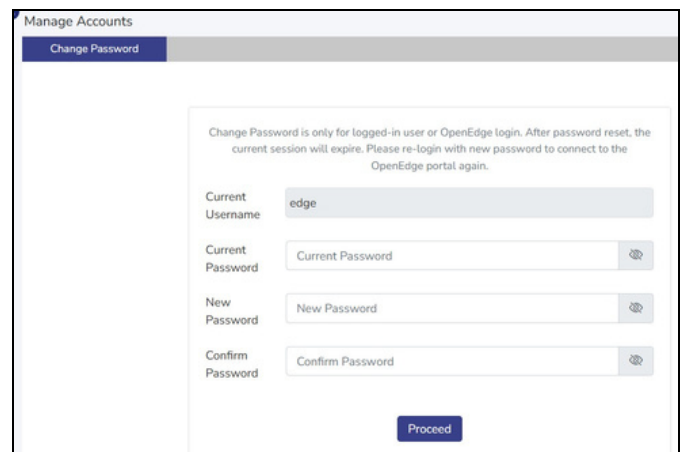 Manage Accounts
Change Password
Change Password is only for logged-in user or OpenEdge login. After password reset, the
current session will expire. Please re-login with new password to connect to the
OpenEdge portal again.
Current
Username
edge
Current
Password
Current Password
New
Password
New Password
Confirm
Password
Confirm Password
Proceed